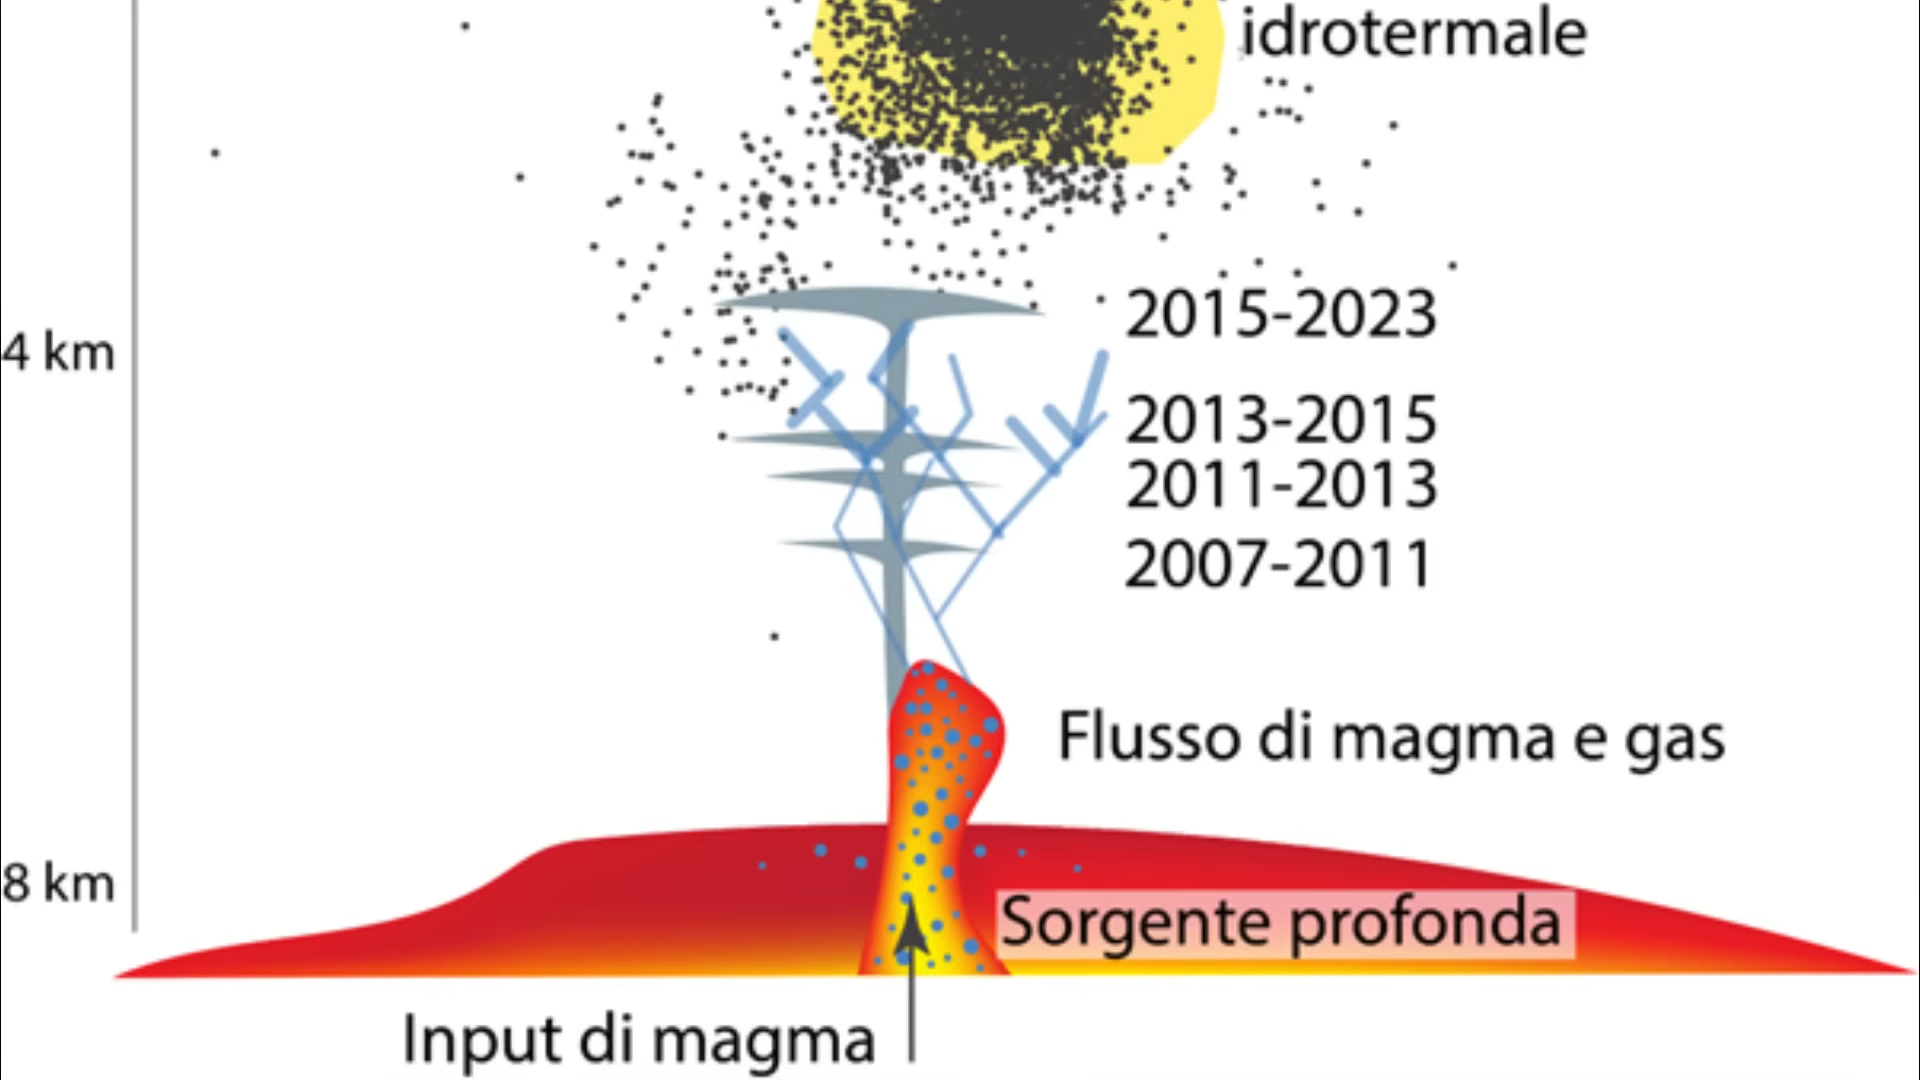 idrotermale
2015-2023
4 km
2013-2015
2011-2013
2007-2011
Flusso di magma e gas
8 km
Sorgente profonda
Input di magma